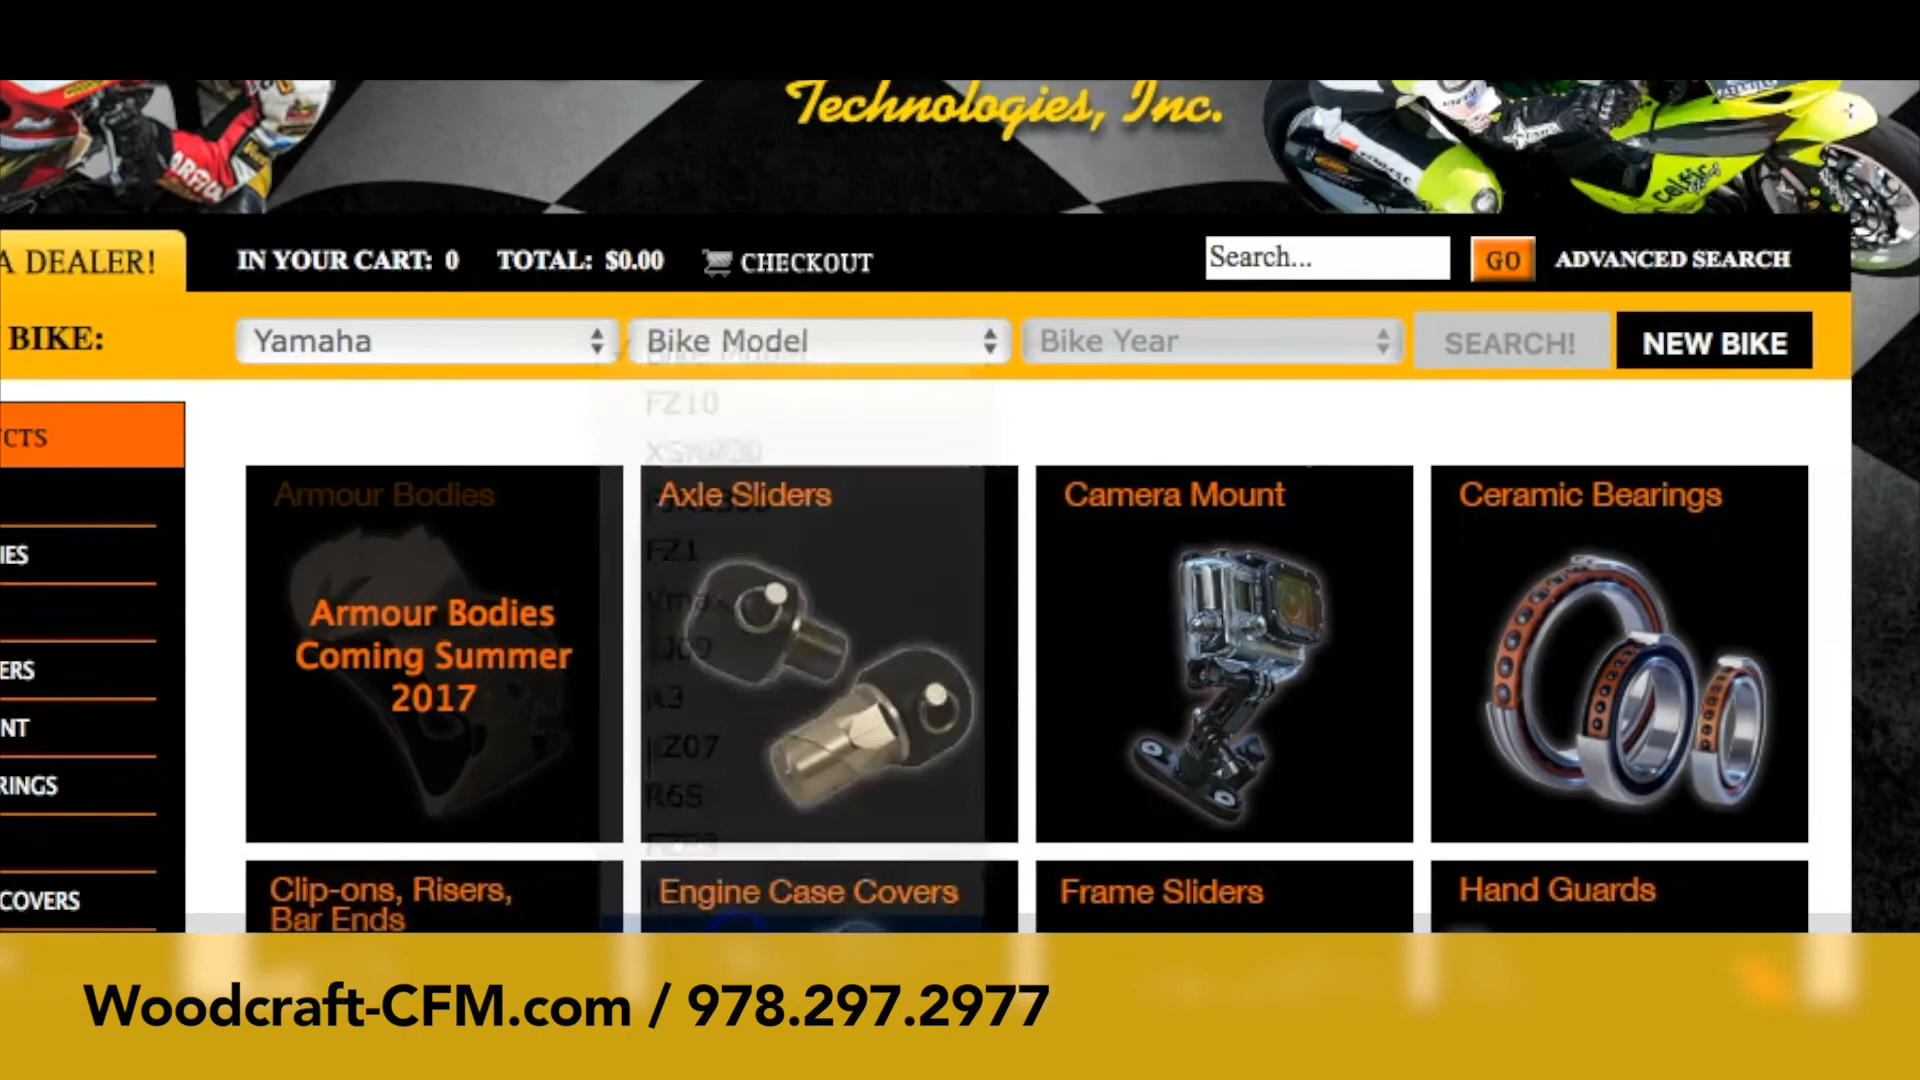 Technologies, Inc.
A DEALER!
IN YOUR CART: 0
TOTAL: $0.00
CHECKOUT
Search...
GO
ADVANCED SEARCH
BIKE:
Yamaha
Bike Model
Bike Year
SEARCH!
NEW BIKE
FZ10
FZ1
FZ07
R6S
CTS
IES
ERS
NT
RINGS
COVERS
Armour Bodies
Armour Bodies
Coming Summer
2017
Axle Sliders
Camera Mount
Ceramic Bearings
Clip-ons, Risers,
Bar Ends
Engine Case Covers
Frame Sliders
Hand Guards
Woodcraft-CFM.com / 978.297.2977